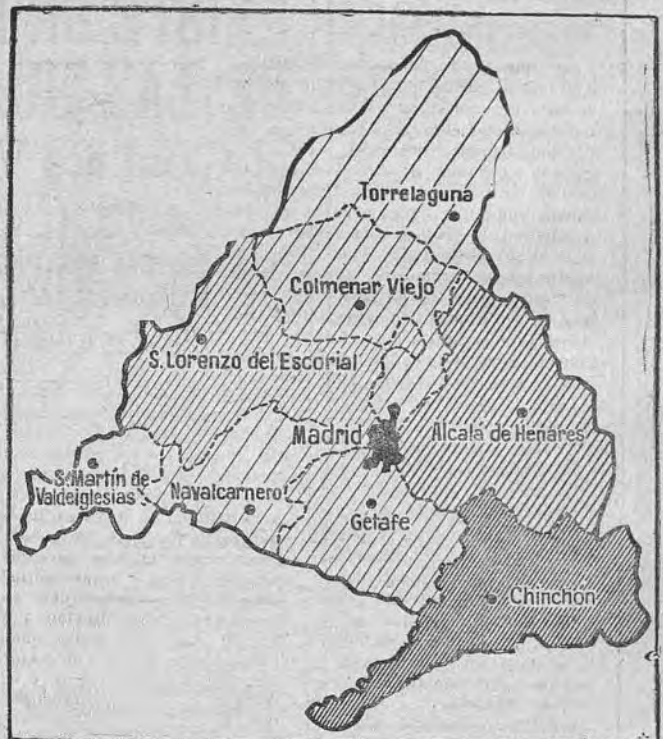 Torrelaguna
Colmenar Viejo
S. Lorenzo del Escorial
Madrid
Alcalá de Henares
S. Martín de
Valdeiglesias
Navalcarnero
Getafe
Chinchón